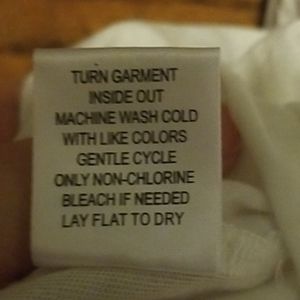 TURN GARMENT
INSIDE OUT
MACHINE WASH COLD
WITH LIKE COLORS
GENTLE CYCLE
ONLY NON-CHLORINE
BLEACH IF NEEDED
LAY FLAT TO DRY